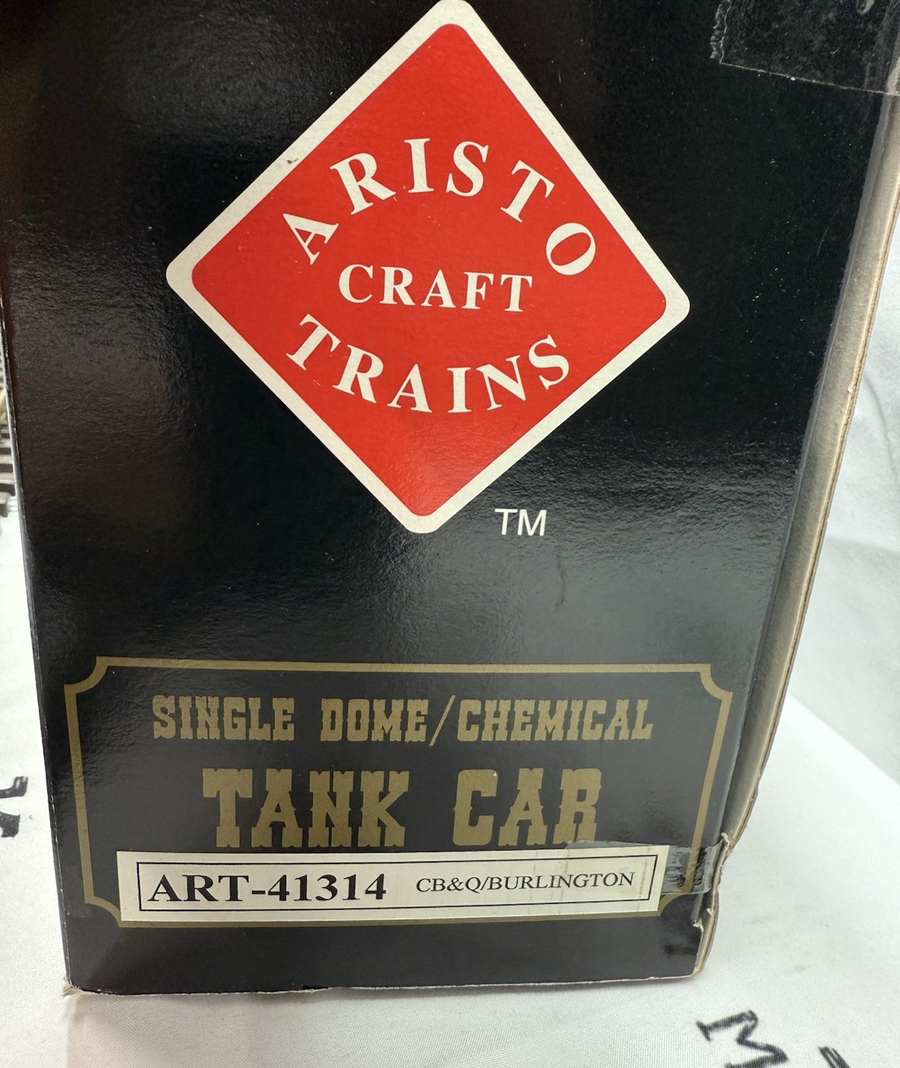 ARISTO
CRAFT
TRAINS
TM
SINGLE DOME/CHEMICAL
TANK CAR
ART-41314 CB&Q/BURLINGTON